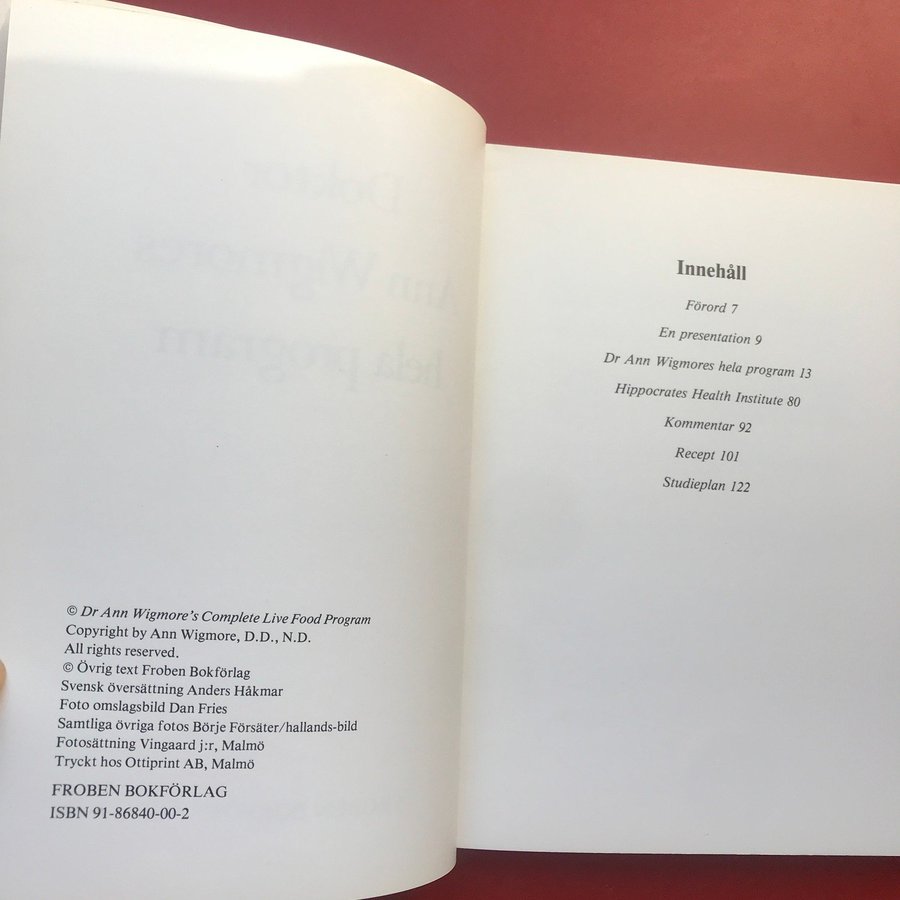 © Dr Ann Wigmore's Complete Live Food Program
Copyright by Ann Wigmore, D.D., N.D.
All rights reserved.
© Övrig text Froben Bokförlag
Svensk översättning Anders Håkmar
Foto omslagsbild Dan Fries
Samtliga övriga fotos Börje Försäter/hallands-bild
Fotosättning Vingaard j:r, Malmö
Tryckt hos Ottiprint AB, Malmö
FROBEN BOKFÖRLAG
ISBN 91-86840-00-2
Innehåll
Förord 7
En presentation 9
Dr Ann Wigmores hela program 13
Hippocrates Health Institute 80
Kommentar 92
Recept 101
Studieplan 122